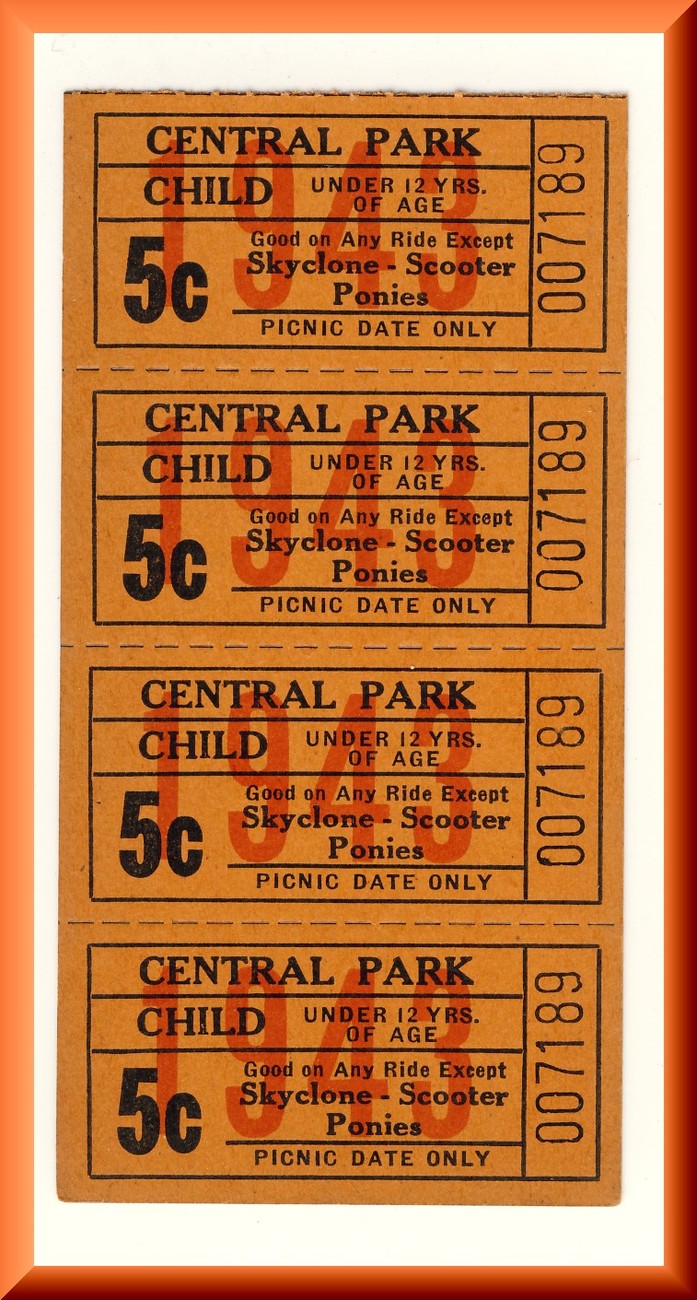 CENTRAL PARK
CHILD UNDER 12 YRS. OF AGE
1943
5c
Good on Any Ride Except
Skyclone - Scooter
Ponies
PICNIC DATE ONLY
007189
CENTRAL PARK
CHILD UNDER 12 YRS. OF AGE
1943
5c
Good on Any Ride Except
Skyclone - Scooter
Ponies
PICNIC DATE ONLY
007189
CENTRAL PARK
CHILD UNDER 12 YRS. OF AGE
1943
5c
Good on Any Ride Except
Skyclone - Scooter
Ponies
PICNIC DATE ONLY
007189
CENTRAL PARK
CHILD UNDER 12 YRS. OF AGE
1943
5c
Good on Any Ride Except
Skyclone - Scooter
Ponies
PICNIC DATE ONLY
007189